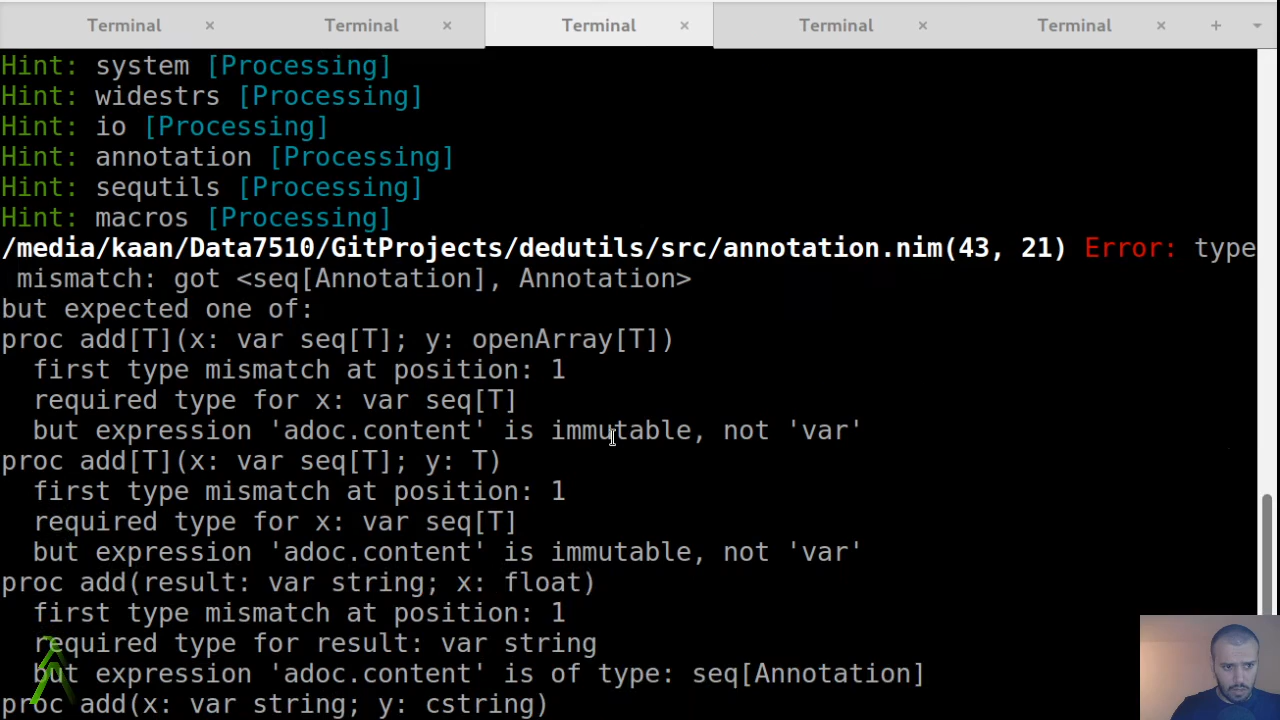 Terminal × Terminal × Terminal × Terminal × Terminal × +
Hint: system [Processing]
Hint: widestrs [Processing]
Hint: io [Processing]
Hint: annotation [Processing]
Hint: sequtils [Processing]
Hint: macros [Processing]
/media/kaan/Data7510/GitProjects/dedutils/src/annotation.nim(43, 21) Error: type
 mismatch: got <seq[Annotation], Annotation>
but expected one of:
proc add[T](x: var seq[T]; y: openArray[T])
  first type mismatch at position: 1
  required type for x: var seq[T]
  but expression 'adoc.content' is immutable, not 'var'
proc add[T](x: var seq[T]; y: T)
  first type mismatch at position: 1
  required type for x: var seq[T]
  but expression 'adoc.content' is immutable, not 'var'
proc add(result: var string; x: float)
  first type mismatch at position: 1
  required type for result: var string
  but expression 'adoc.content' is of type: seq[Annotation]
proc add(x: var string; y: cstring)